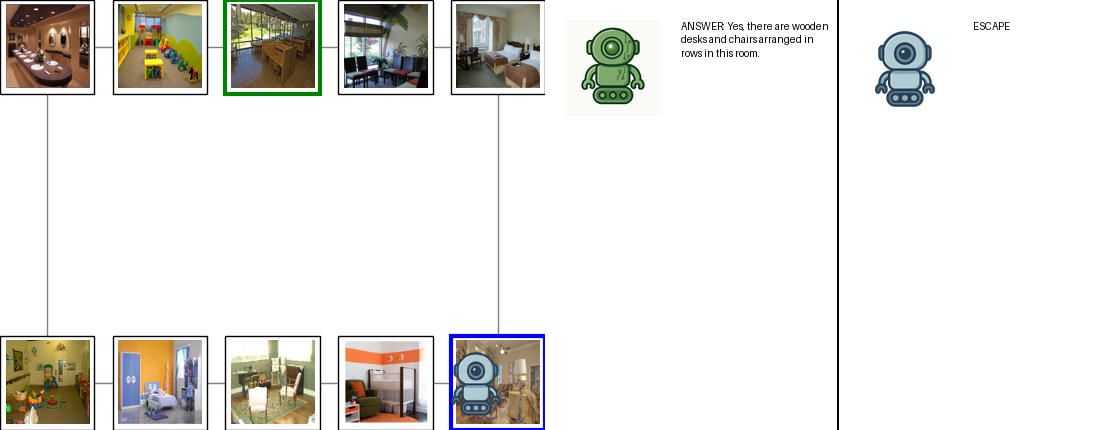 ANSWER: Yes, there are wooden
desks and chairs arranged in
rows in this room.
ESCAPE